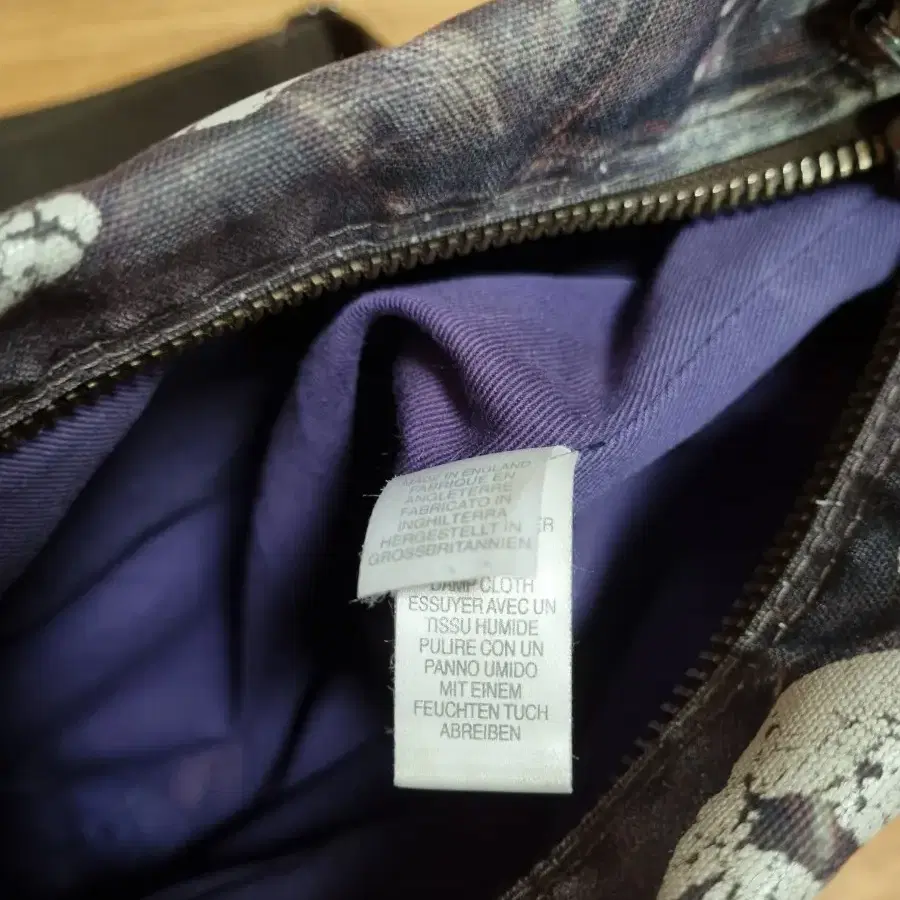 MADE IN ENGLAND
FABRIQUE EN
ANGLETERRE
FABRICATO IN
INGHILTERRA
HERGESTELLT IN
GROSSBRITANNIEN
ER
DAMP CLOTH
ESSUYER AVEC UN
TISSU HUMIDE
PULIRE CON UN
PANNO UMIDO
MIT EINEM
FEUCHTEN TUCH
ABREIBEN